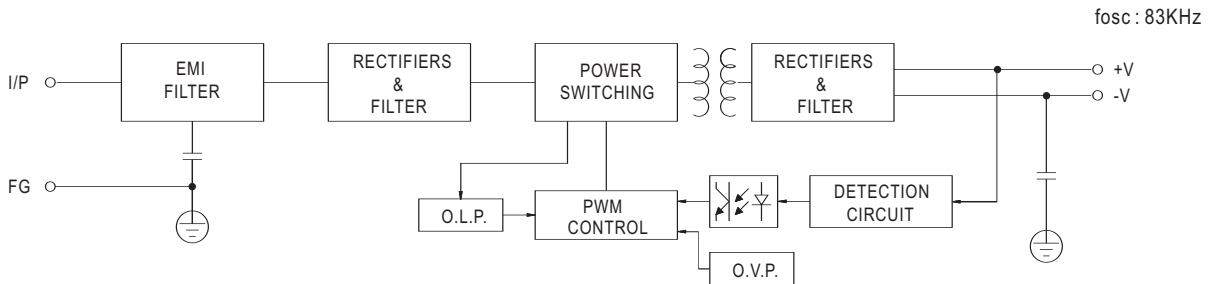 fosc : 83KHz
I/P
EMI
FILTER
RECTIFIERS
&
FILTER
POWER
SWITCHING
RECTIFIERS
&
FILTER
+V
-V
FG
O.L.P.
PWM
CONTROL
DETECTION
CIRCUIT
O.V.P.